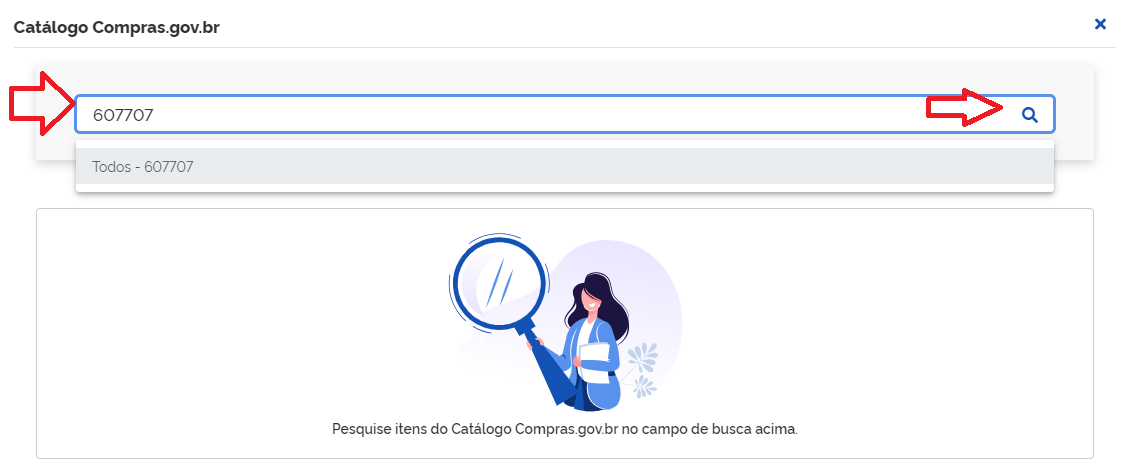 Catálogo Compras.gov.br
607707
Todos - 607707
Pesquise itens do Catálogo Compras.gov.br no campo de busca acima.